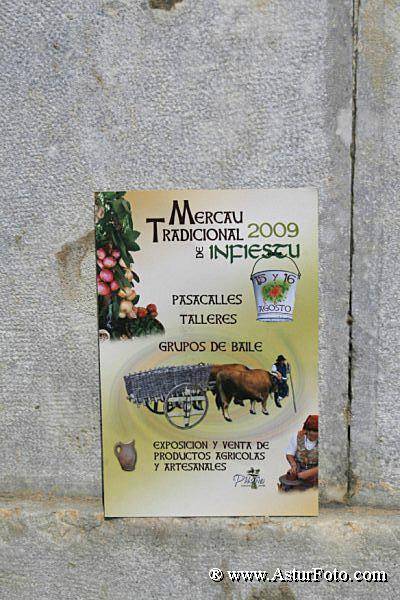 Mercau
Tradicional 2009
de Infiestu
15 y 16
Agosto
Pasacalles
Talleres
Grupos de Baile
Exposicion y venta de
productos agricolas
y artesanales
® www.AsturFoto.com ®